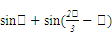 sin▯ + sin(2▯/3 − ▯)